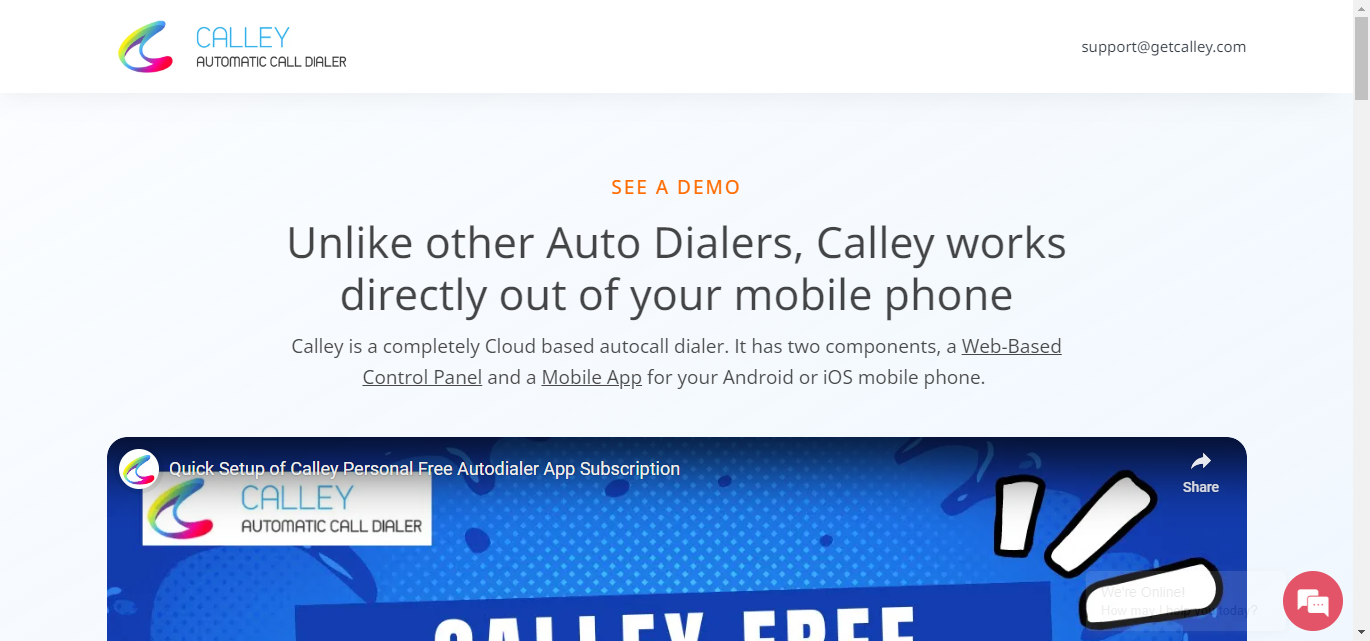 CALLEY
AUTOMATIC CALL DIALER
support@getcalley.com
SEE A DEMO
Unlike other Auto Dialers, Calley works
directly out of your mobile phone
Calley is a completely Cloud based autocall dialer. It has two components, a Web-Based
Control Panel and a Mobile App for your Android or iOS mobile phone.
Quick Setup of Calley Personal Free Autodialer App Subscription
Share
CALLEY
AUTOMATIC CALL DIALER
CALLEY FREE
We're Online!
How may I help you today?